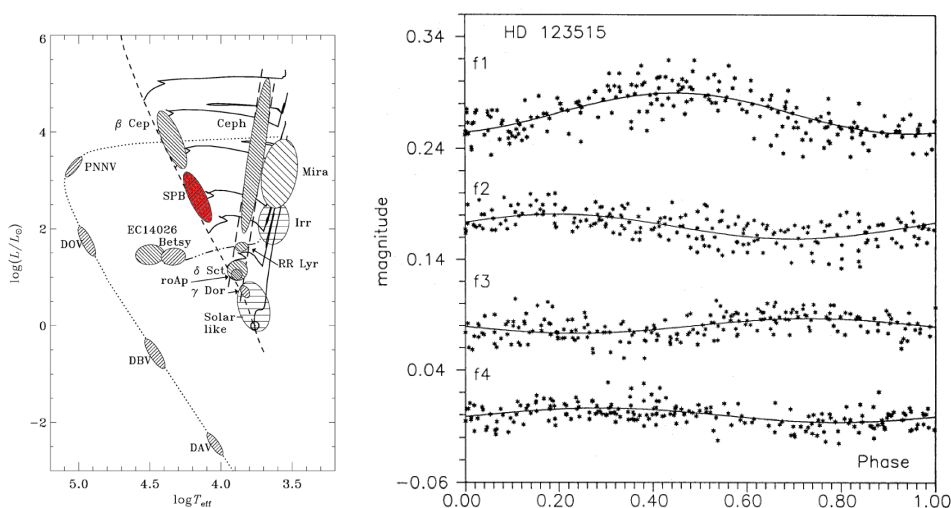 6
4
2
0
−2
log(L/L⊙)
5.0
4.5
4.0
3.5
logTeff
β Cep
Ceph
PNNV
Mira
SPB
Irr
EC14026
Betsy
DOV
RR Lyr
δ Sct
roAp
γ Dor
Solar−
like
DBV
DAV
HD 123515
0.34
f1
0.24
f2
0.14
f3
0.04
f4
−0.06
magnitude
Phase
0.00
0.20
0.40
0.60
0.80
1.00